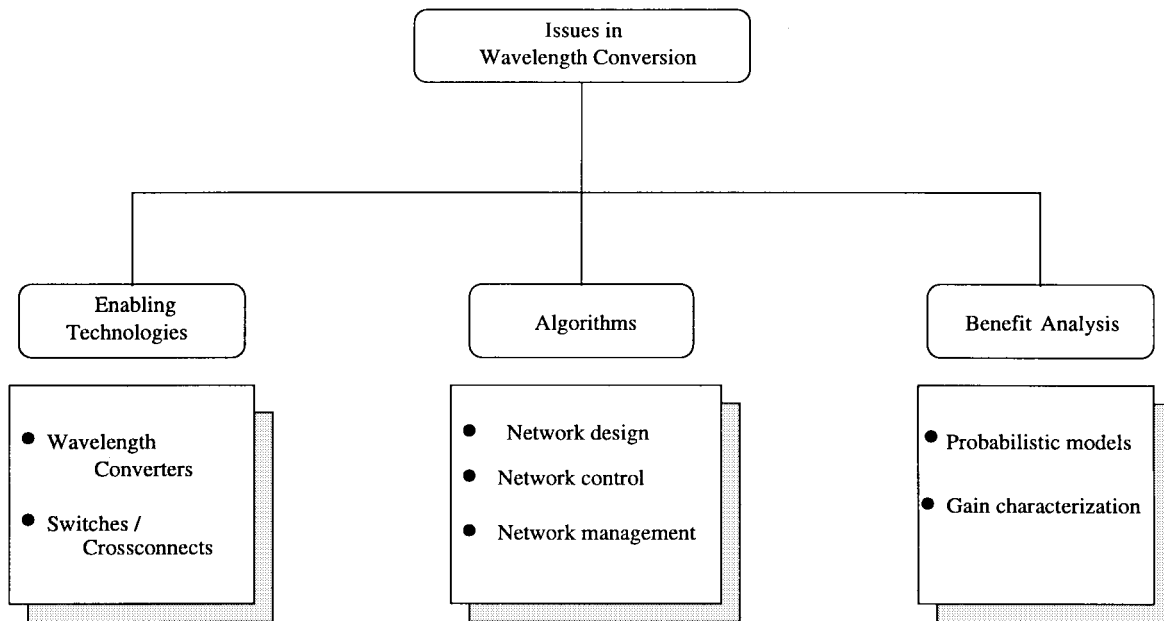 Issues in
Wavelength Conversion
Enabling
Technologies
Algorithms
Benefit Analysis
● Wavelength
Converters
● Switches /
Crossconnects
● Network design
● Network control
● Network management
● Probabilistic models
● Gain characterization